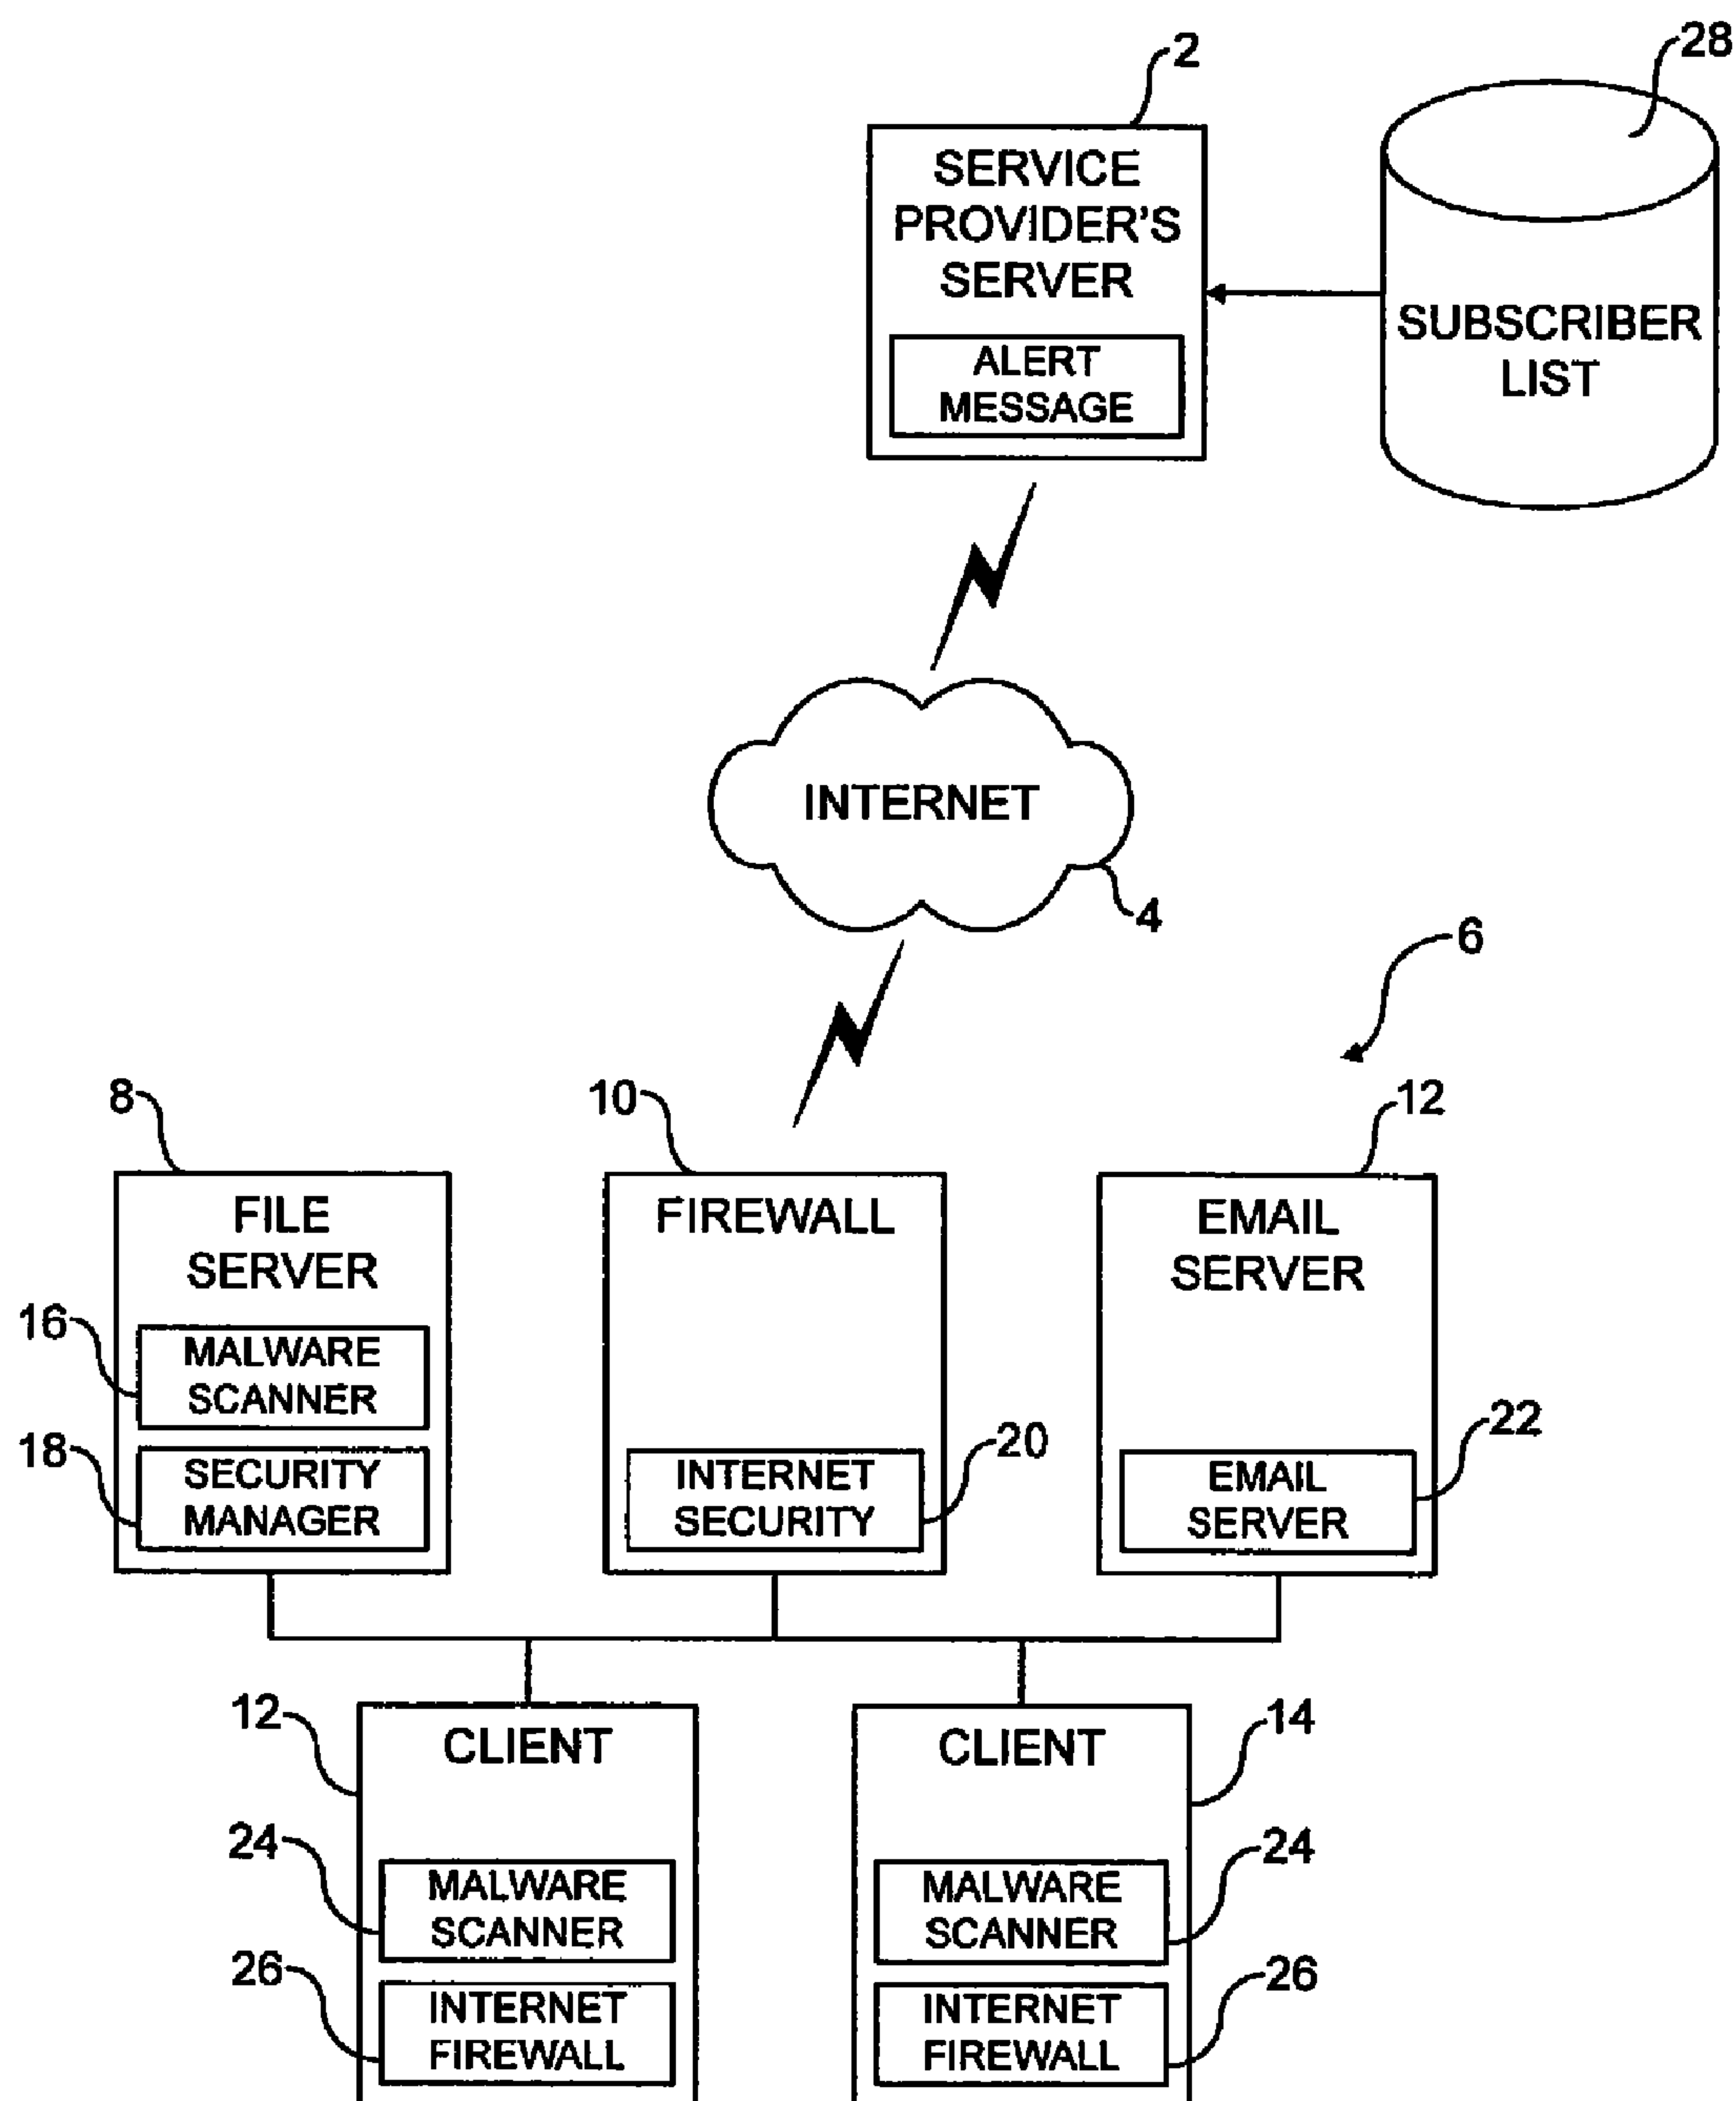 2
28
SERVICE
PROVIDER'S
SERVER
ALERT
MESSAGE
SUBSCRIBER
LIST
INTERNET
4
6
8
10
12
FILE
SERVER
FIREWALL
EMAIL
SERVER
16
MALWARE
SCANNER
18
SECURITY
MANAGER
INTERNET
SECURITY
20
EMAIL
SERVER
22
12
CLIENT
CLIENT
14
24
MALWARE
SCANNER
MALWARE
SCANNER
24
26
INTERNET
FIREWALL
INTERNET
FIREWALL
26